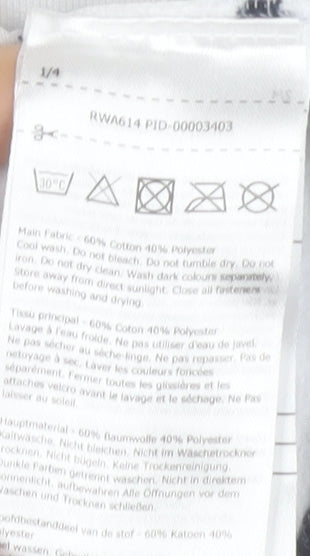 1/4
RWA614 PID-00003403
30°C
Main Fabric - 60% Cotton 40% Polyester
Cool wash. Do not bleach. Do not tumble dry. Do not
iron. Do not dry clean. Wash dark colours separately.
Store away from direct sunlight. Close all fasteners
before washing and drying.
Tissu principal - 60% Coton 40% Polyester
Lavage à l'eau froide. Ne pas utiliser d'eau de javel.
Ne pas sécher au sèche-linge. Ne pas repasser. Pas de
netoyage à sec. Laver les couleurs foncées
séparément. Fermer toutes les glissières et les
attaches velcro avant le lavage et le séchage. Ne Pas
laisser au soleil.
Hauptmaterial - 60% Baumwolle 40% Polyester
Kaltwäsche. Nicht bleichen. Nicht im Wäschetrockner
trocknen. Nicht bügeln. Keine Trockenreinigung.
Dunkle Farben getrennt waschen. Nicht in direktem
Sonnenlicht, aufbewahren Alle Öffnungen vor dem
Waschen und Trocknen schließen.
oofdbestanddeel van de stof - 60% Katoen 40%
lyester
wassen.